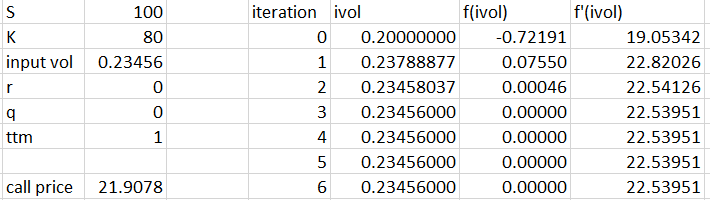 S 100 iteration ivol f(ivol) f'(ivol)
K 80 0 0.20000000 -0.72191 19.05342
input vol 0.23456 1 0.23788877 0.07550 22.82026
r 0 2 0.23458037 0.00046 22.54126
q 0 3 0.23456000 0.00000 22.53951
ttm 1 4 0.23456000 0.00000 22.53951
5 0.23456000 0.00000 22.53951
call price 21.9078 6 0.23456000 0.00000 22.53951